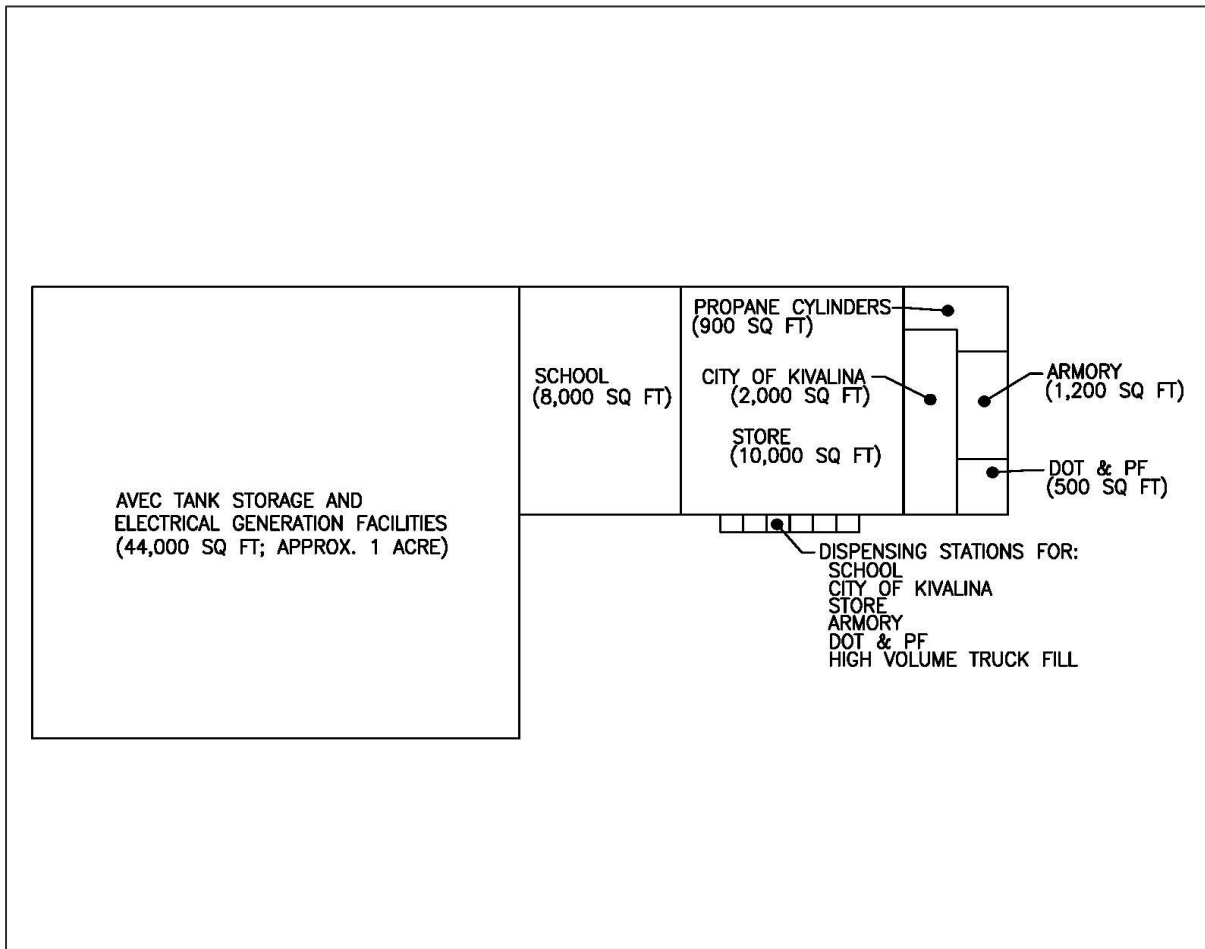 AVEC TANK STORAGE AND
ELECTRICAL GENERATION FACILITIES
(44,000 SQ FT; APPROX. 1 ACRE)
SCHOOL
(8,000 SQ FT)
PROPANE CYLINDERS
(900 SQ FT)
CITY OF KIVALINA
(2,000 SQ FT)
STORE
(10,000 SQ FT)
ARMORY
(1,200 SQ FT)
DOT & PF
(500 SQ FT)
DISPENSING STATIONS FOR:
SCHOOL
CITY OF KIVALINA
STORE
ARMORY
DOT & PF
HIGH VOLUME TRUCK FILL